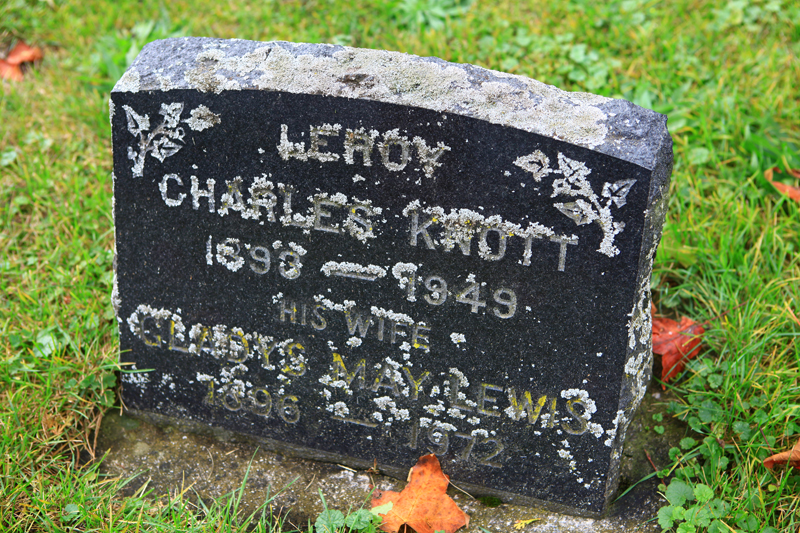 LEROY
CHARLES KNOTT
1893 — 1949
HIS WIFE
GLADYS MAY LEWIS
1896 — 1972